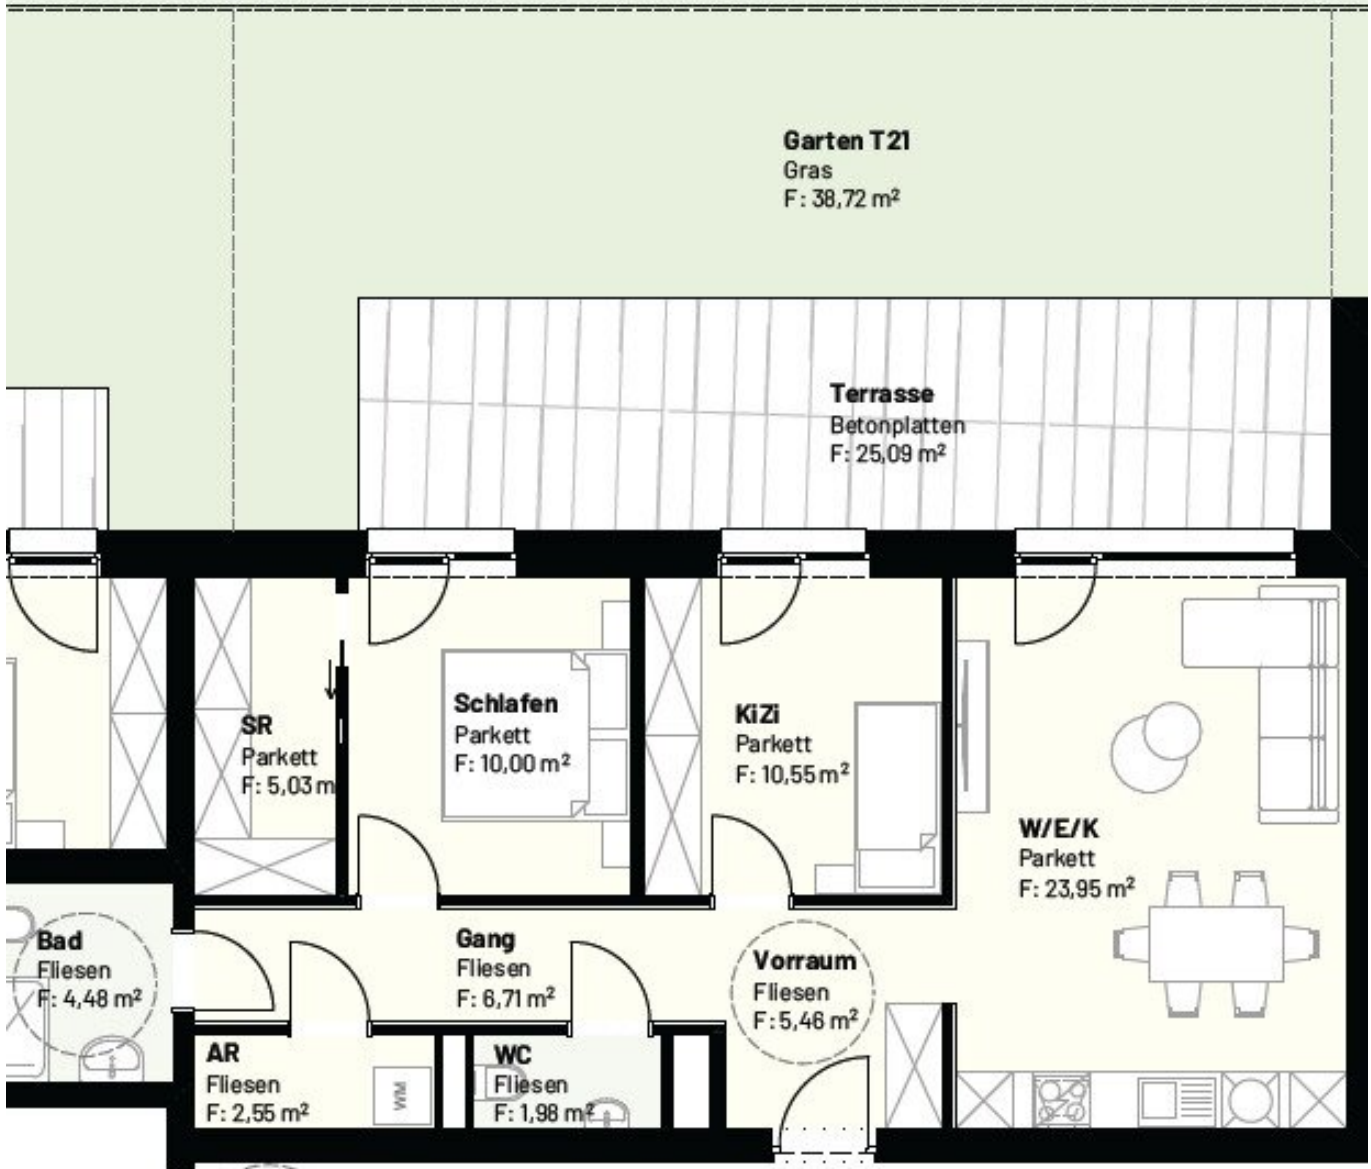 Garten T21
Gras
F: 38,72 m²
Terrasse
Betonplatten
F: 25,09 m²
SR
Parkett
F: 5,03 m
Schlafen
Parkett
F: 10,00 m²
KiZi
Parkett
F: 10,55 m²
W/E/K
Parkett
F: 23,95 m²
Bad
Fliesen
F: 4,48 m²
Gang
Fliesen
F: 6,71 m²
Vorraum
Fliesen
F: 5,46 m²
AR
Fliesen
F: 2,55 m²
WM
WC
Fliesen
F: 1,98 m²